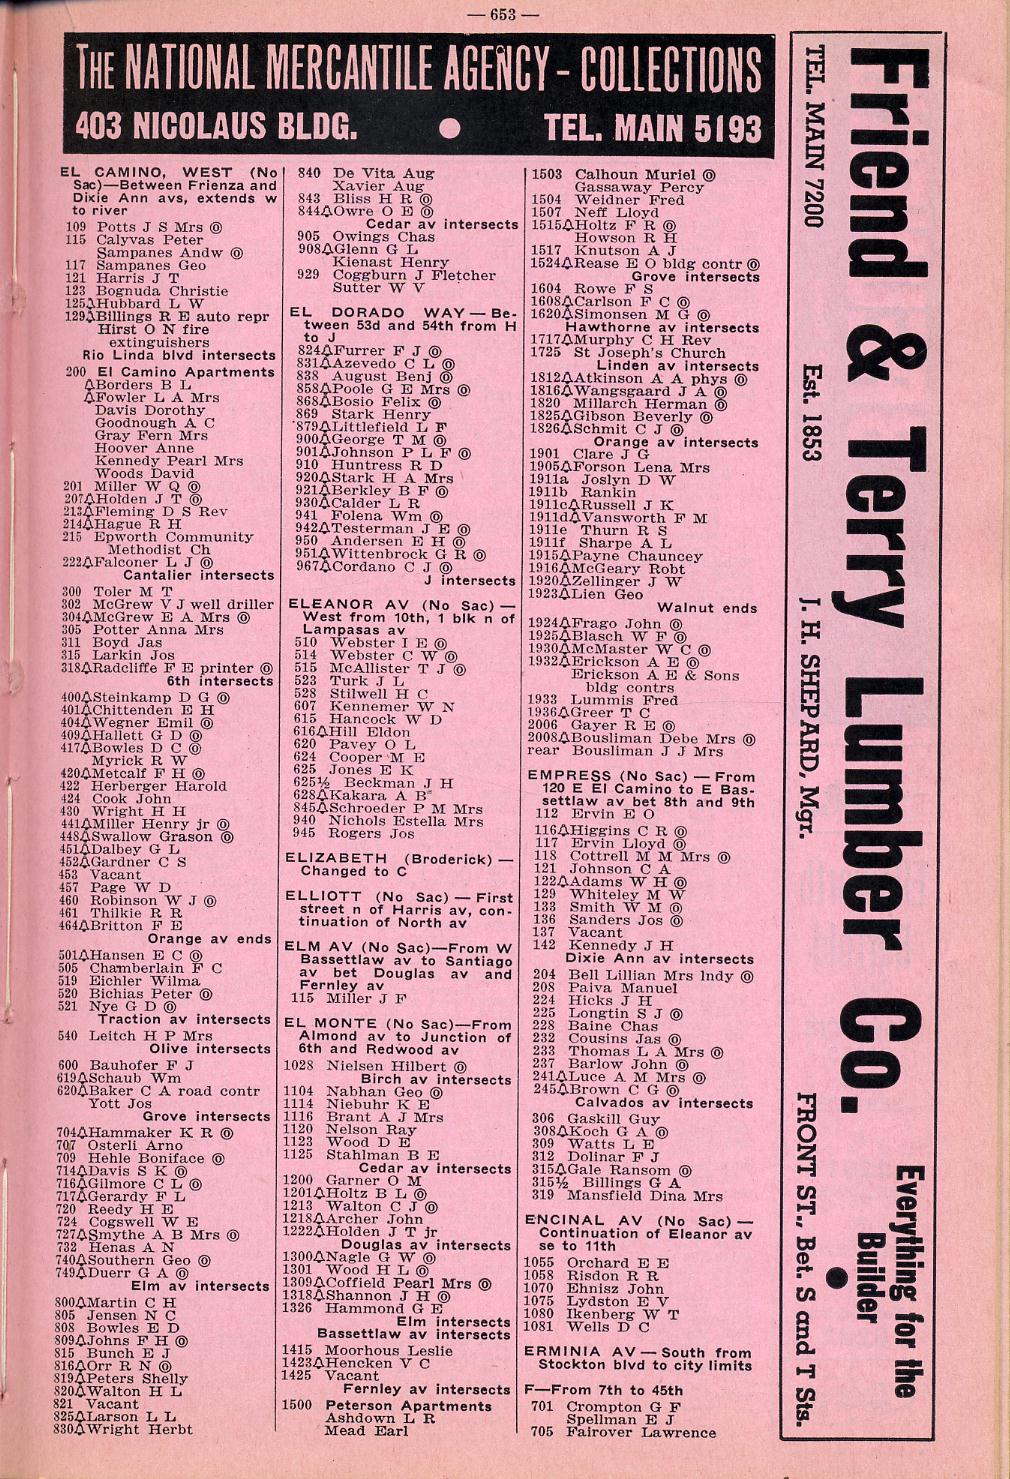 — 653 —
THE NATIONAL MERCANTILE AGENCY - COLLECTIONS
403 NICOLAUS BLDG. ● TEL. MAIN 5193
EL CAMINO, WEST (No
Sac)—Between Frienza and
Dixie Ann avs, extends w
to river
109 Potts J S Mrs ⓞ
115 Calyvas Peter
Sampanes Andw ⓞ
117 Sampanes Geo
121 Harris J T
123 Bognuda Christie
125△Hubbard L W
129△Billings R E auto repr
Hirst O N fire
extinguishers
Rio Linda blvd intersects
200 El Camino Apartments
△Borders B L
△Fowler L A Mrs
Davis Dorothy
Goodnough A C
Gray Fern Mrs
Hoover Anne
Kennedy Pearl Mrs
Woods David
201 Miller W Q ⓞ
207△Holden J T ⓞ
213△Fleming D S Rev
214△Hague R H
215 Epworth Community
Methodist Ch
222△Falconer L J ⓞ
Cantalier intersects
300 Toler M T
302 McGrew V J well driller
304△McGrew E A Mrs ⓞ
305 Potter Anna Mrs
311 Boyd Jas
315 Larkin Jos
318△Radcliffe F E printer ⓞ
6th intersects
400△Steinkamp D G ⓞ
401△Chittenden E H
404△Wegner Emil ⓞ
409△Hallett G D ⓞ
417△Bowles D C ⓞ
Myrick R W
420△Metcalf F H ⓞ
422 Herberger Harold
424 Cook John
430 Wright H H
441△Miller Henry jr ⓞ
448△Swallow Grason ⓞ
451△Dalbey G L
452△Gardner C S
453 Vacant
457 Page W D
460 Robinson W J ⓞ
461 Thilkie R R
464△Britton F E
Orange av ends
501△Hansen E C ⓞ
505 Chamberlain F C
519 Eichler Wilma
520 Bichias Peter ⓞ
521 Nye G D ⓞ
Traction av intersects
540 Leitch H P Mrs
Olive intersects
600 Bauhofer F J
619△Schaub Wm
620△Baker C A road contr
Yott Jos
Grove intersects
704△Hammaker K R ⓞ
707 Osterli Arno
709 Hehle Boniface ⓞ
714△Davis S K ⓞ
716△Gilmore C L ⓞ
717△Gerardy F L
720 Reedy H E
724 Cogswell W E
727△Smythe A B Mrs ⓞ
732 Henas A N
740△Southern Geo ⓞ
749△Duerr G A ⓞ
Elm av intersects
800△Martin C H
805 Jensen N C
808 Bowles E D
809△Johns F H ⓞ
815 Bunch E J
816△Orr R N ⓞ
819△Peters Shelly
820△Walton H L
821 Vacant
825△Larson L L
830△Wright Herbt
840 De Vita Aug
Xavier Aug
843 Bliss H R ⓞ
844△Owre O E ⓞ
Cedar av intersects
905 Owings Chas
908△Glenn G L
Kienast Henry
929 Coggburn J Fletcher
Sutter W V
EL DORADO WAY — Be-
tween 53d and 54th from H
to J
824△Furrer F J ⓞ
831△Azevedo C L ⓞ
838 August Benj ⓞ
858△Poole G E Mrs ⓞ
868△Bosio Felix ⓞ
869 Stark Henry
879△Littlefield L F
900△George T M ⓞ
901△Johnson P L F ⓞ
910 Huntress R D
920△Stark H A Mrs
921△Berkley B F ⓞ
930△Calder L R
941 Folena Wm ⓞ
942△Testerman J E ⓞ
950 Andersen E H ⓞ
951△Wittenbrock G R ⓞ
967△Cordano C J ⓞ
J intersects
ELEANOR AV (No Sac) —
West from 10th, 1 blk n of
Lampasas av
510 Webster I E ⓞ
514 Webster C W ⓞ
515 McAllister T J ⓞ
523 Turk J L
528 Stilwell H C
607 Kennemer W N
615 Hancock W D
616△Hill Eldon
620 Pavey O L
624 Cooper M E
625 Jones E K
625½ Beckman J H
628△Kakara A B
845△Schroeder P M Mrs
940 Nichols Estella Mrs
945 Rogers Jos
ELIZABETH (Broderick) —
Changed to C
ELLIOTT (No Sac) — First
street n of Harris av, con-
tinuation of North av
ELM AV (No Sac)—From W
Bassettlaw av to Santiago
av bet Douglas av and
Fernley av
115 Miller J F
EL MONTE (No Sac)—From
Almond av to Junction of
6th and Redwood av
1028 Nielsen Hilbert ⓞ
Birch av intersects
1104 Nabhan Geo ⓞ
1114 Niebuhr K E
1116 Brant A J Mrs
1120 Nelson Ray
1123 Wood D E
1125 Stahlman B E
Cedar av intersects
1200 Garner O M
1201△Holtz B L ⓞ
1213 Walton C J ⓞ
1218△Archer John
1222△Holden J T jr
Douglas av intersects
1300△Nagle G W ⓞ
1301 Wood H L ⓞ
1309△Coffield Pearl Mrs ⓞ
1318△Shannon J H ⓞ
1326 Hammond G E
Elm intersects
Bassettlaw av intersects
1415 Moorhous Leslie
1423△Hencken V C
1425 Vacant
Fernley av intersects
1500 Peterson Apartments
Ashdown L R
Mead Earl
1503 Calhoun Muriel ⓞ
Gassaway Percy
1504 Weidner Fred
1507 Neff Lloyd
1515△Holtz F R ⓞ
Howson R H
1517 Knutson A J
1524△Rease E O bldg contr ⓞ
Grove intersects
1604 Rowe F S
1608△Carlson F C ⓞ
1620△Simonsen M G ⓞ
Hawthorne av intersects
1717△Murphy C H Rev
1725 St Joseph's Church
Linden av intersects
1812△Atkinson A A phys ⓞ
1816△Wangsgaard J A ⓞ
1820 Millarch Herman ⓞ
1825△Gibson Beverly ⓞ
1826△Schmit C J ⓞ
Orange av intersects
1901 Clare J G
1905△Forson Lena Mrs
1911a Joslyn D W
1911b Rankin
1911c△Russell J K
1911d△Vansworth F M
1911e Thurn R S
1911f Sharpe A L
1915△Payne Chauncey
1916△McGeary Robt
1920△Zellinger J W
1923△Lien Geo
Walnut ends
1924△Frago John ⓞ
1925△Blasch W F ⓞ
1930△McMaster W C ⓞ
1932△Erickson A E ⓞ
Erickson A E & Sons
bldg contrs
1933 Lummis Fred
1936△Greer T C
2006 Gayer R E ⓞ
2008△Bousliman Debe Mrs ⓞ
rear Bousliman J J Mrs
EMPRESS (No Sac) — From
120 E El Camino to E Bas-
settlaw av bet 8th and 9th
112 Ervin E O
116△Higgins C R ⓞ
117 Ervin Lloyd ⓞ
118 Cottrell M M Mrs ⓞ
121 Johnson C A
122△Adams W H ⓞ
129 Whiteley M W
133 Smith W M ⓞ
136 Sanders Jos ⓞ
137 Vacant
142 Kennedy J H
Dixie Ann av intersects
204 Bell Lillian Mrs lndy ⓞ
208 Paiva Manuel
224 Hicks J H
225 Longtin S J ⓞ
228 Baine Chas
232 Cousins Jas ⓞ
233 Thomas L A Mrs ⓞ
237 Barlow John ⓞ
241△Luce A M Mrs ⓞ
245△Brown C G ⓞ
Calvados av intersects
306 Gaskill Guy
308△Koch G A ⓞ
309 Watts L E
312 Dolinar F J
315△Gale Ransom ⓞ
315½ Billings G A
319 Mansfield Dina Mrs
ENCINAL AV (No Sac) —
Continuation of Eleanor av
se to 11th
1055 Orchard E E
1058 Risdon R R
1070 Ehnisz John
1075 Lydston E V
1080 Ikenberg W T
1081 Wells D C
ERMINIA AV — South from
Stockton blvd to city limits
F—From 7th to 45th
701 Crompton G F
Spellman E J
705 Fairover Lawrence
Friend & Terry Lumber Co.
Everything for the
Builder ●
TEL. MAIN 7200 Est. 1853 J. H. SHEPARD, Mgr. FRONT ST., Bet. S and T Sts.